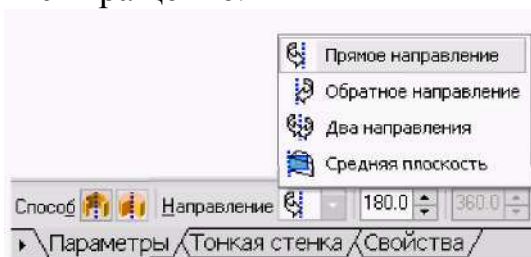 Прямое направление
Обратное направление
Два направления
Средняя плоскость
Способ Направление 180.0 360.0
Параметры Тонкая стенка Свойства